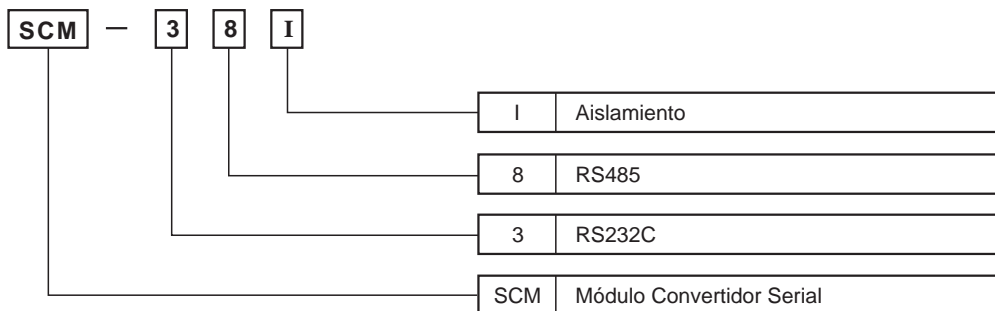 SCM — 3 8 I
I Aislamiento
8 RS485
3 RS232C
SCM Módulo Convertidor Serial